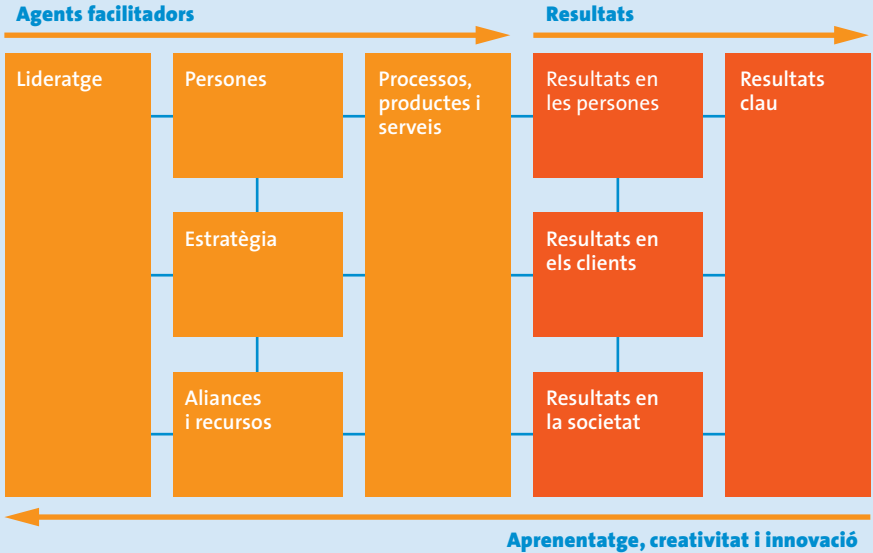 Agents facilitadors
Resultats
Lideratge
Persones
Processos,
productes i
serveis
Resultats en
les persones
Resultats
clau
Estratègia
Resultats en
els clients
Aliances
i recursos
Resultats en
la societat
Aprenentatge, creativitat i innovació